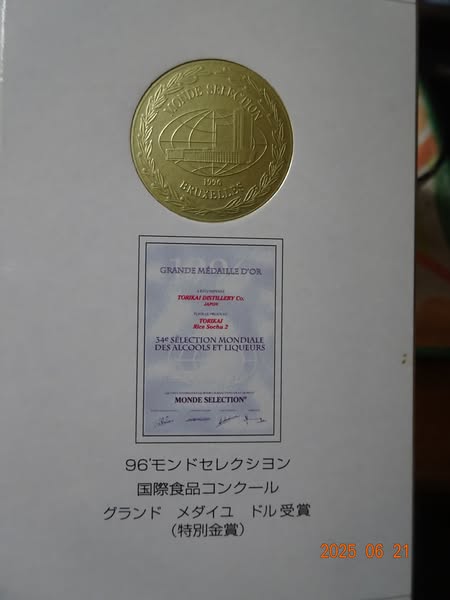 MONDE SELECTION
1996
BRUXELLES
GRANDE MÉDAILLE D'OR
TORIKAI DISTILLERY Co.
JAPON
TORIKAI
Rice Sochu 2
34e SÉLECTION MONDIALE
DES ALCOOLS ET LIQUEURS
MONDE SELECTION®
96'モンドセレクション
国際食品コンクール
グランド メダイユ ドル受賞
(特別金賞)
2025 06 21